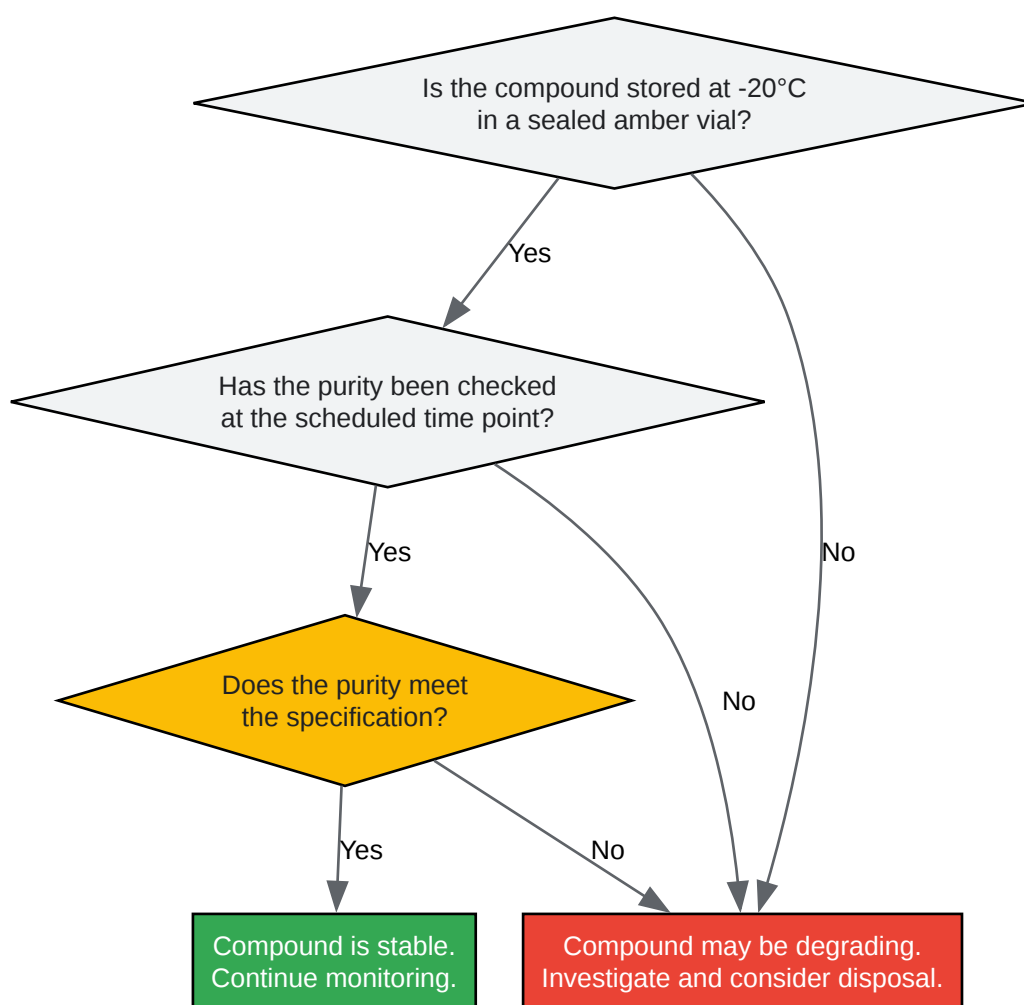 Is the compound stored at -20°C
in a sealed amber vial?
Yes
Has the purity been checked
at the scheduled time point?
Yes
No
Does the purity meet
the specification?
No
Yes
No
Compound is stable.
Continue monitoring.
Compound may be degrading.
Investigate and consider disposal.